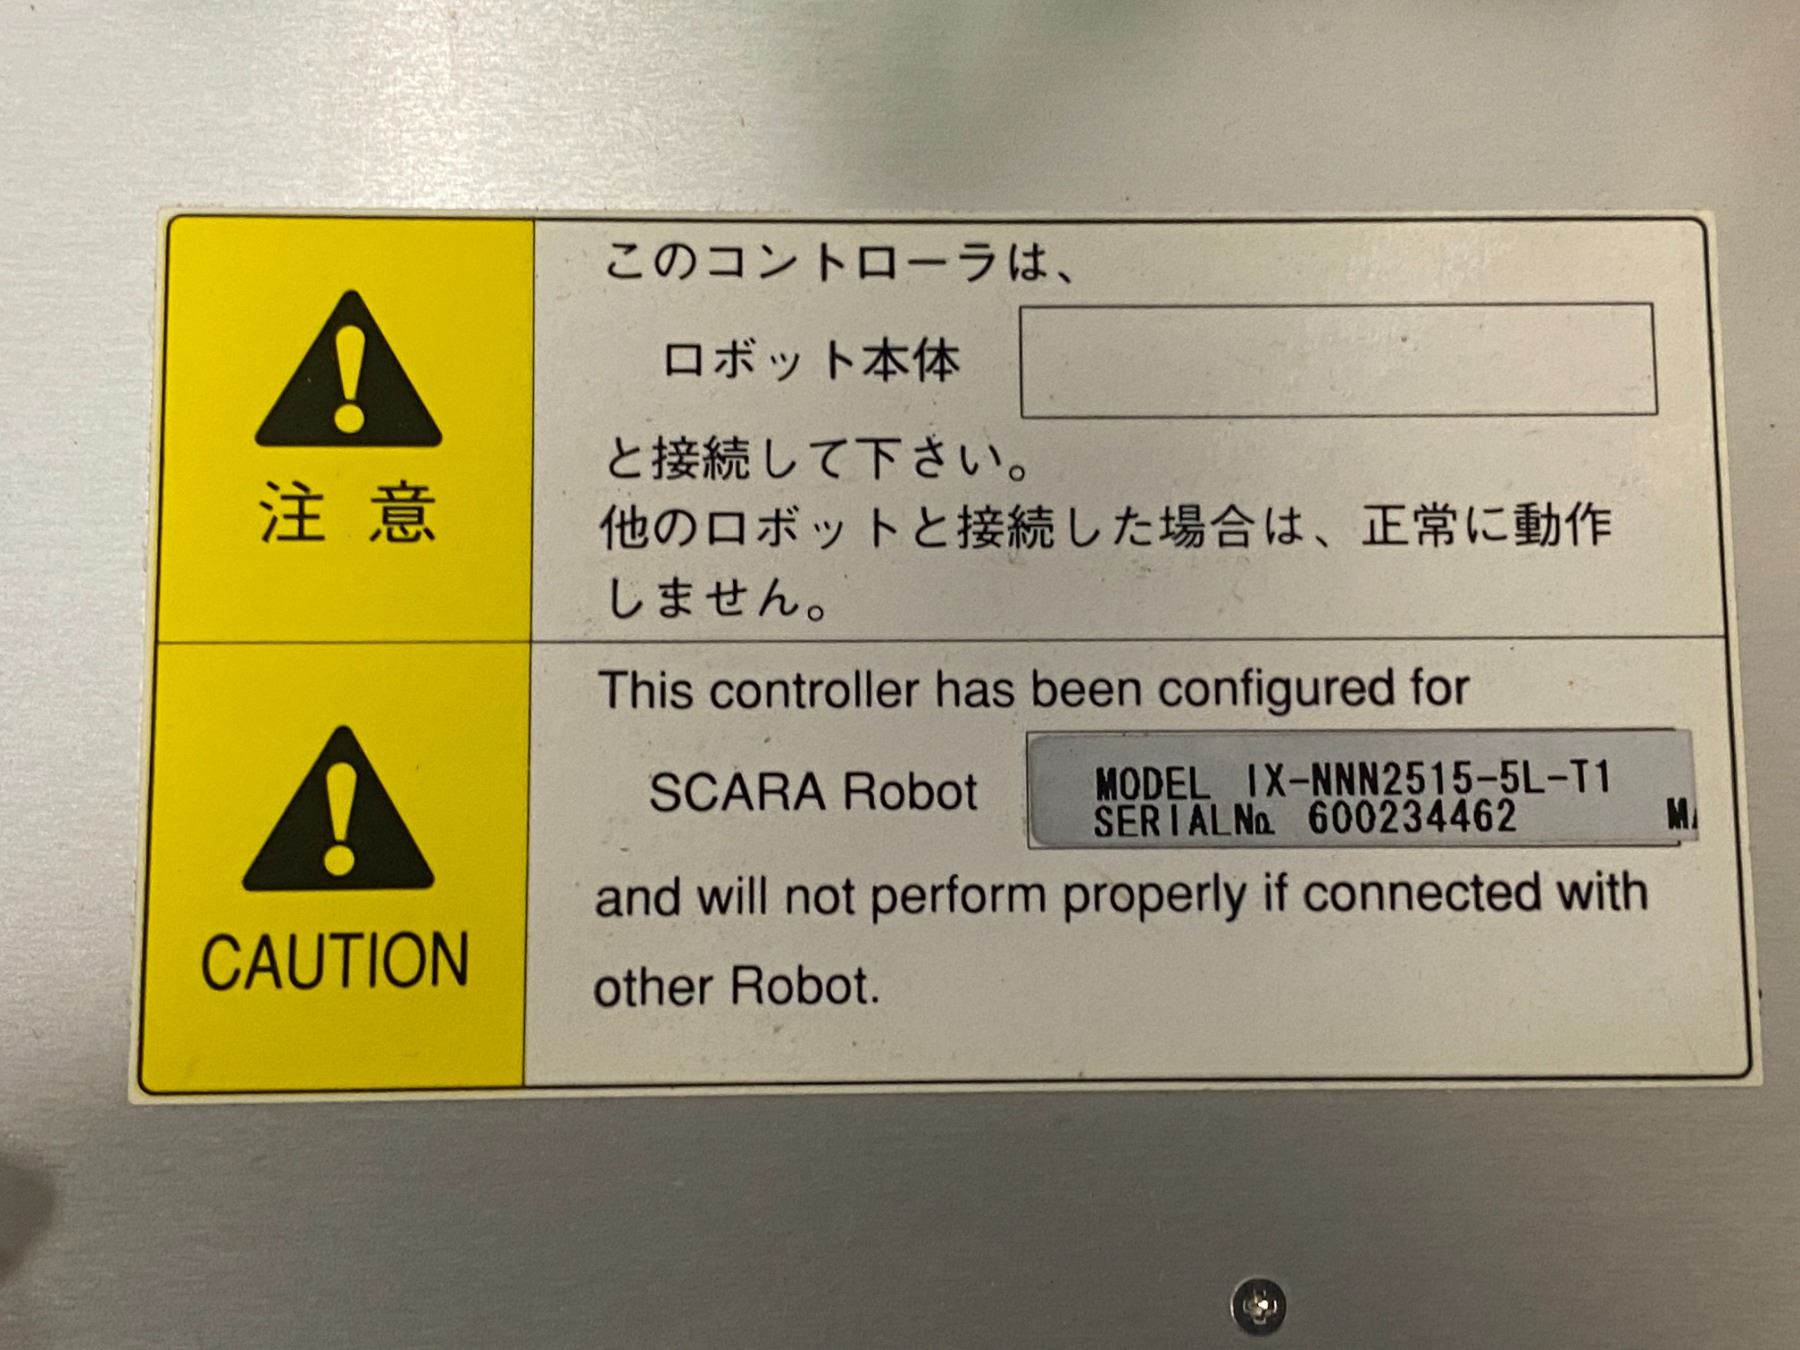 このコントローラは、
ロボット本体
と接続して下さい。
他のロボットと接続した場合は、正常に動作
しません。
注意
This controller has been configured for
SCARA Robot
MODEL IX-NNN2515-5L-T1
SERIAL№ 600234462
and will not perform properly if connected with
other Robot.
CAUTION